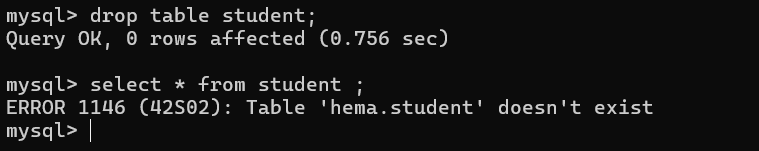 mysql> drop table student;
Query OK, 0 rows affected (0.756 sec)
mysql> select * from student ;
ERROR 1146 (42S02): Table 'hema.student' doesn't exist
mysql>